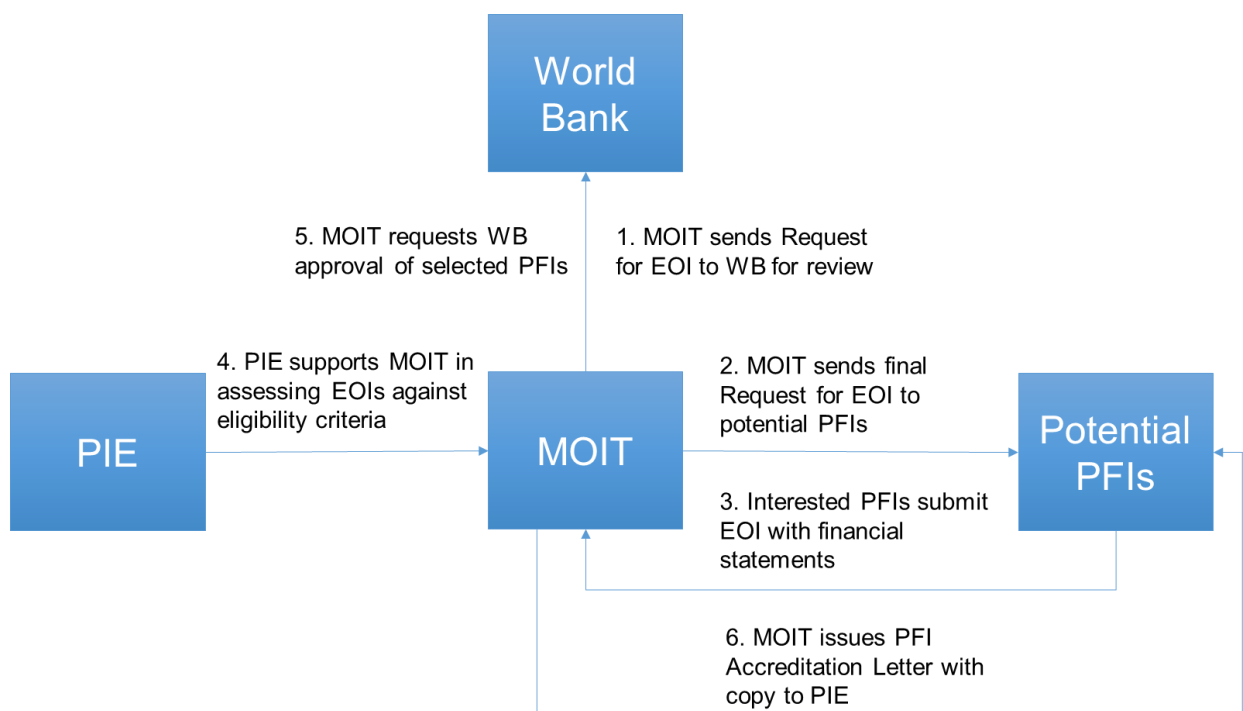 World
Bank
5. MOIT requests WB
approval of selected PFIs
1. MOIT sends Request
for EOI to WB for review
4. PIE supports MOIT in
assessing EOIs against
eligibility criteria
2. MOIT sends final
Request for EOI to
potential PFIs
PIE
MOIT
Potential
PFIs
3. Interested PFIs submit
EOI with financial
statements
6. MOIT issues PFI
Accreditation Letter with
copy to PIE